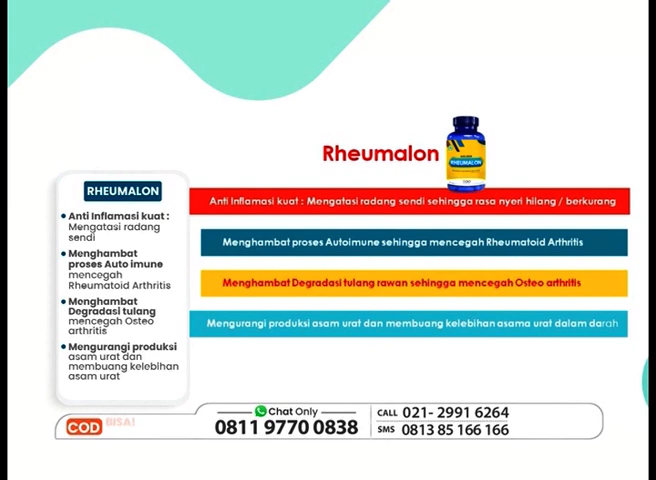 Rheumalon
RHEUMALON
RHEUMALON
Anti Inflamasi kuat : Mengatasi radang sendi sehingga rasa nyeri hilang / berkurang
Menghambat proses Autoimune sehingga mencegah Rheumatoid Arthritis
Menghambat Degradasi tulang rawan sehingga mencegah Osteo arthritis
Mengurangi produksi asam urat dan membuang kelebihan asama urat dalam darah
Anti Inflamasi kuat :
Mengatasi radang
sendi
Menghambat
proses Auto imune
mencegah
Rheumatoid Arthritis
Menghambat
Degradasi tulang
mencegah Osteo
arthritis
Mengurangi produksi
asam urat dan
membuang kelebihan
asam urat
COD BISA!
Chat Only
0811 9770 0838
CALL 021- 2991 6264
SMS 0813 85 166 166